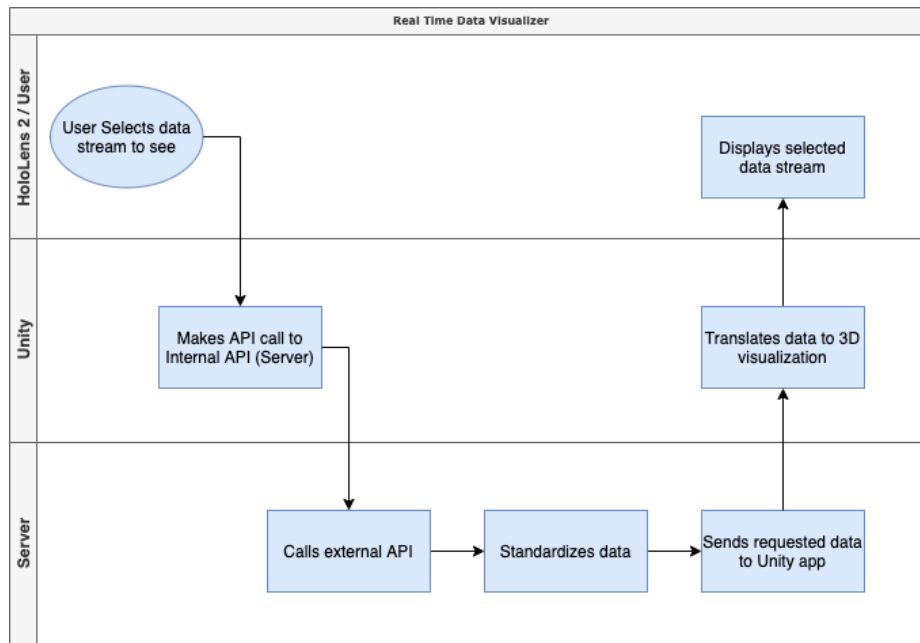 Real Time Data Visualizer
HoloLens 2 / User
User Selects data
stream to see
Displays selected
data stream
Unity
Makes API call to
Internal API (Server)
Translates data to 3D
visualization
Server
Calls external API
Standardizes data
Sends requested data
to Unity app